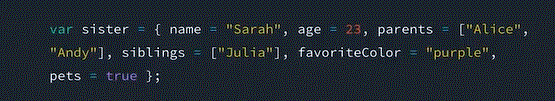 var sister = { name = "Sarah", age = 23, parents = ["Alice",
"Andy"], siblings = ["Julia"], favoriteColor = "purple",
pets = true };